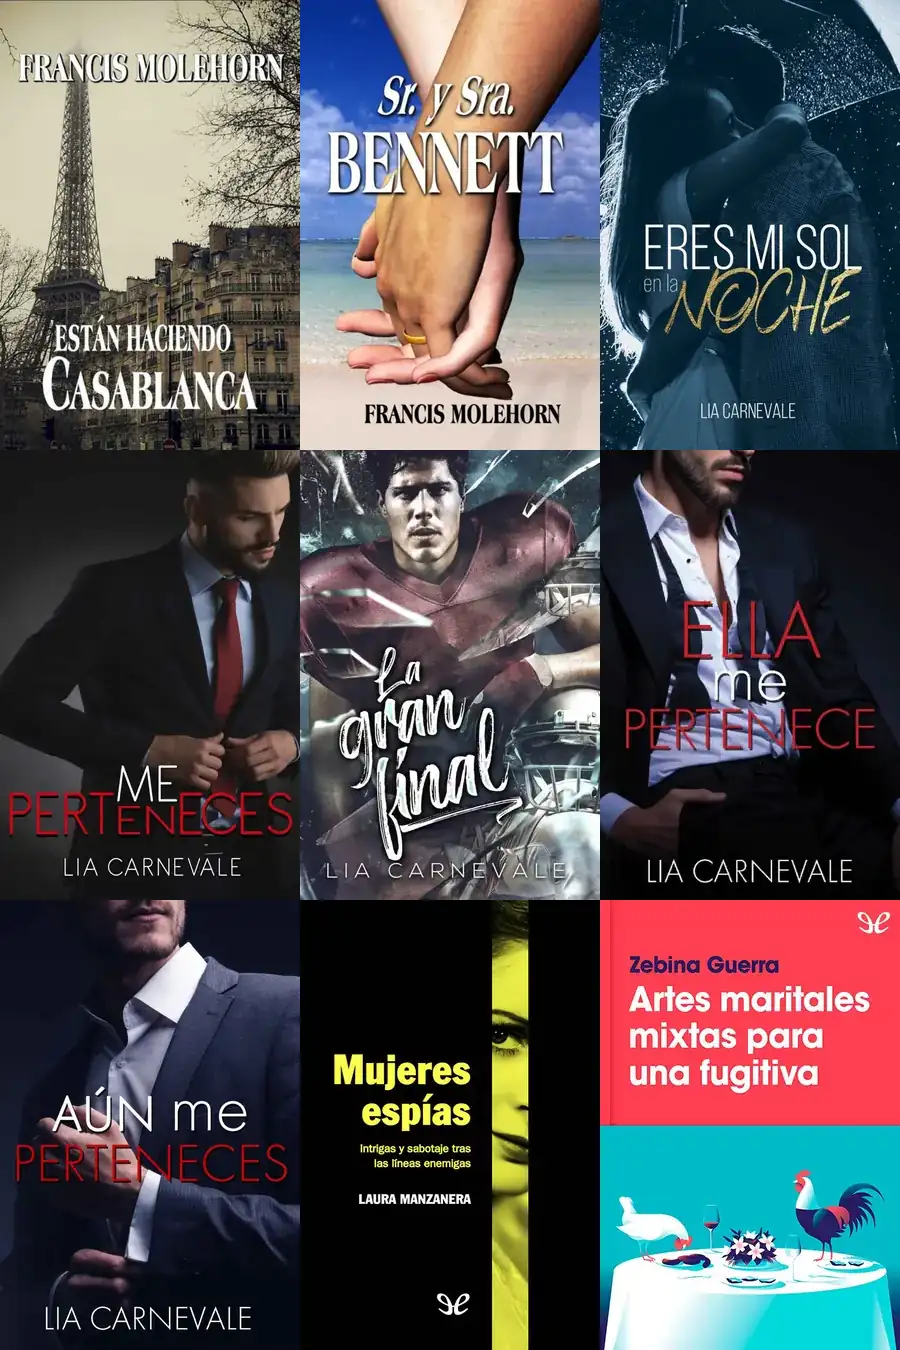 FRANCIS MOLEHORN
ESTÁN HACIENDO
CASABLANCA
Sr. y Sra.
BENNETT
FRANCIS MOLEHORN
ERES MI SOL
en la
NOCHE
LIA CARNEVALE
ME
PERTENECES
LIA CARNEVALE
La
gran
final
LIA CARNEVALE
ELLA
me
PERTENECE
LIA CARNEVALE
AÚN me
PERTENECES
LIA CARNEVALE
Mujeres
espías
Intrigas y sabotaje tras
las líneas enemigas
LAURA MANZANERA
Zebina Guerra
Artes maritales
mixtas para
una fugitiva